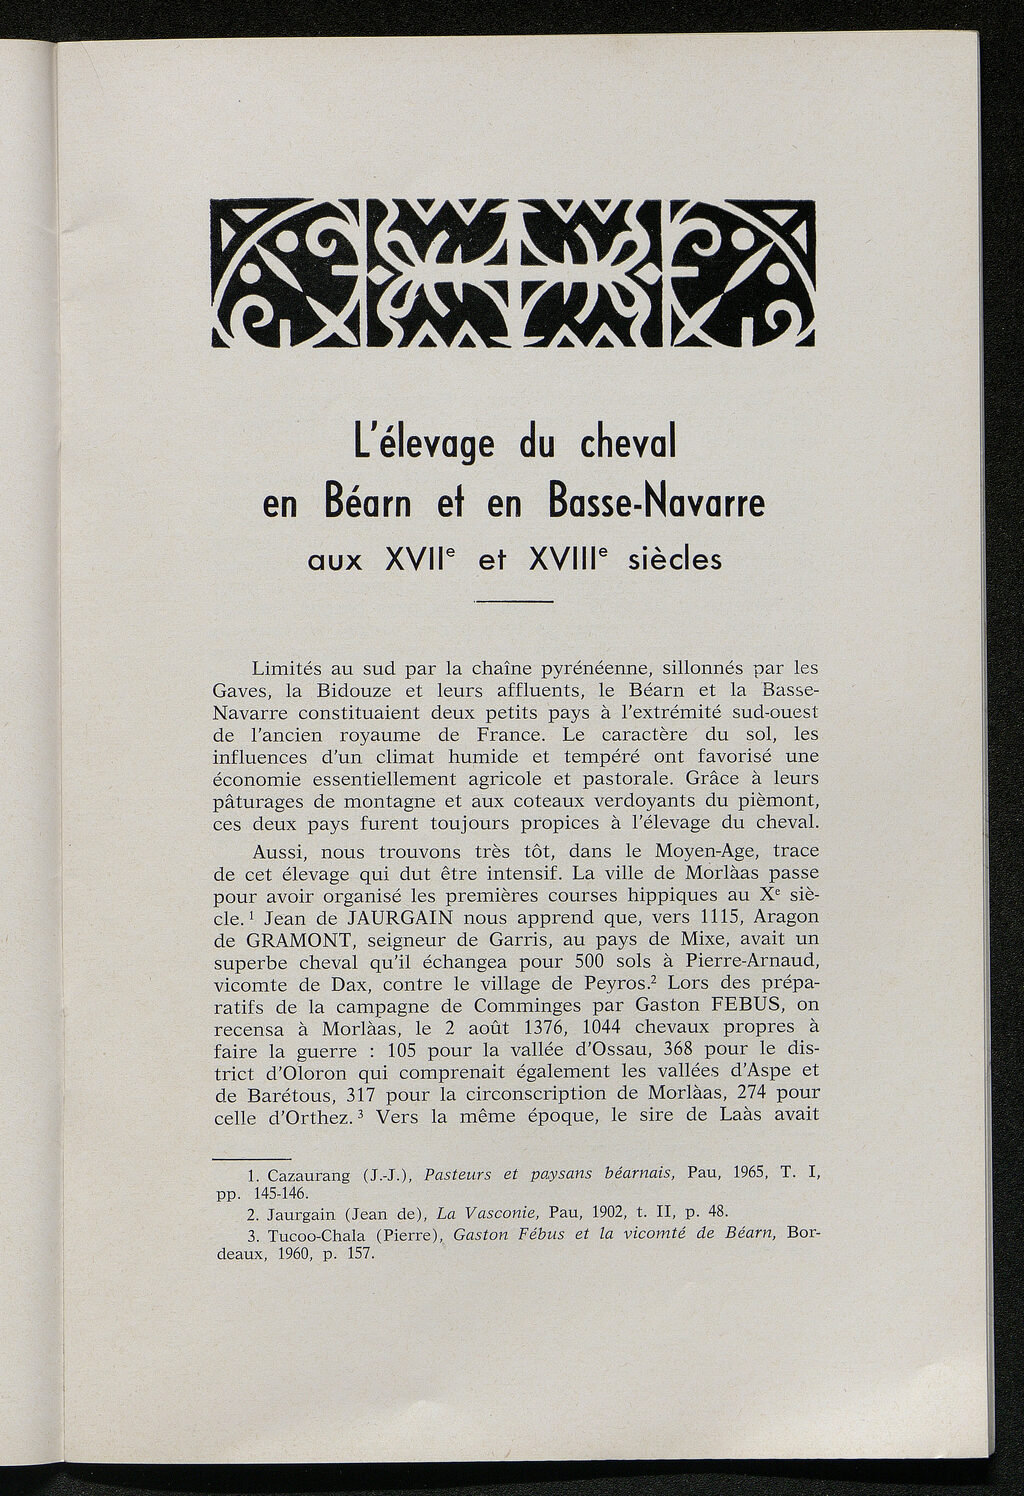 L'élevage du cheval
en Béarn et en Basse-Navarre
aux XVIIe et XVIIIe siècles
Limités au sud par la chaîne pyrénéenne, sillonnés par les
Gaves, la Bidouze et leurs affluents, le Béarn et la Basse-
Navarre constituaient deux petits pays à l'extrémité sud-ouest
de l'ancien royaume de France. Le caractère du sol, les
influences d'un climat humide et tempéré ont favorisé une
économie essentiellement agricole et pastorale. Grâce à leurs
pâturages de montagne et aux coteaux verdoyants du pièmont,
ces deux pays furent toujours propices à l'élevage du cheval.
Aussi, nous trouvons très tôt, dans le Moyen-Age, trace
de cet élevage qui dut être intensif. La ville de Morlàas passe
pour avoir organisé les premières courses hippiques au Xe siè-
cle. 1 Jean de JAURGAIN nous apprend que, vers 1115, Aragon
de GRAMONT, seigneur de Garris, au pays de Mixe, avait un
superbe cheval qu'il échangea pour 500 sols à Pierre-Arnaud,
vicomte de Dax, contre le village de Peyros.2 Lors des prépa-
ratifs de la campagne de Comminges par Gaston FEBUS, on
recensa à Morlàas, le 2 août 1376, 1044 chevaux propres à
faire la guerre : 105 pour la vallée d'Ossau, 368 pour le dis-
trict d'Oloron qui comprenait également les vallées d'Aspe et
de Barétous, 317 pour la circonscription de Morlàas, 274 pour
celle d'Orthez. 3 Vers la même époque, le sire de Laàs avait
1. Cazaurang (J.-J.), Pasteurs et paysans béarnais, Pau, 1965, T. I,
pp. 145-146.
2. Jaurgain (Jean de), La Vasconie, Pau, 1902, t. II, p. 48.
3. Tucoo-Chala (Pierre), Gaston Fébus et la vicomté de Béarn, Bor-
deaux, 1960, p. 157.